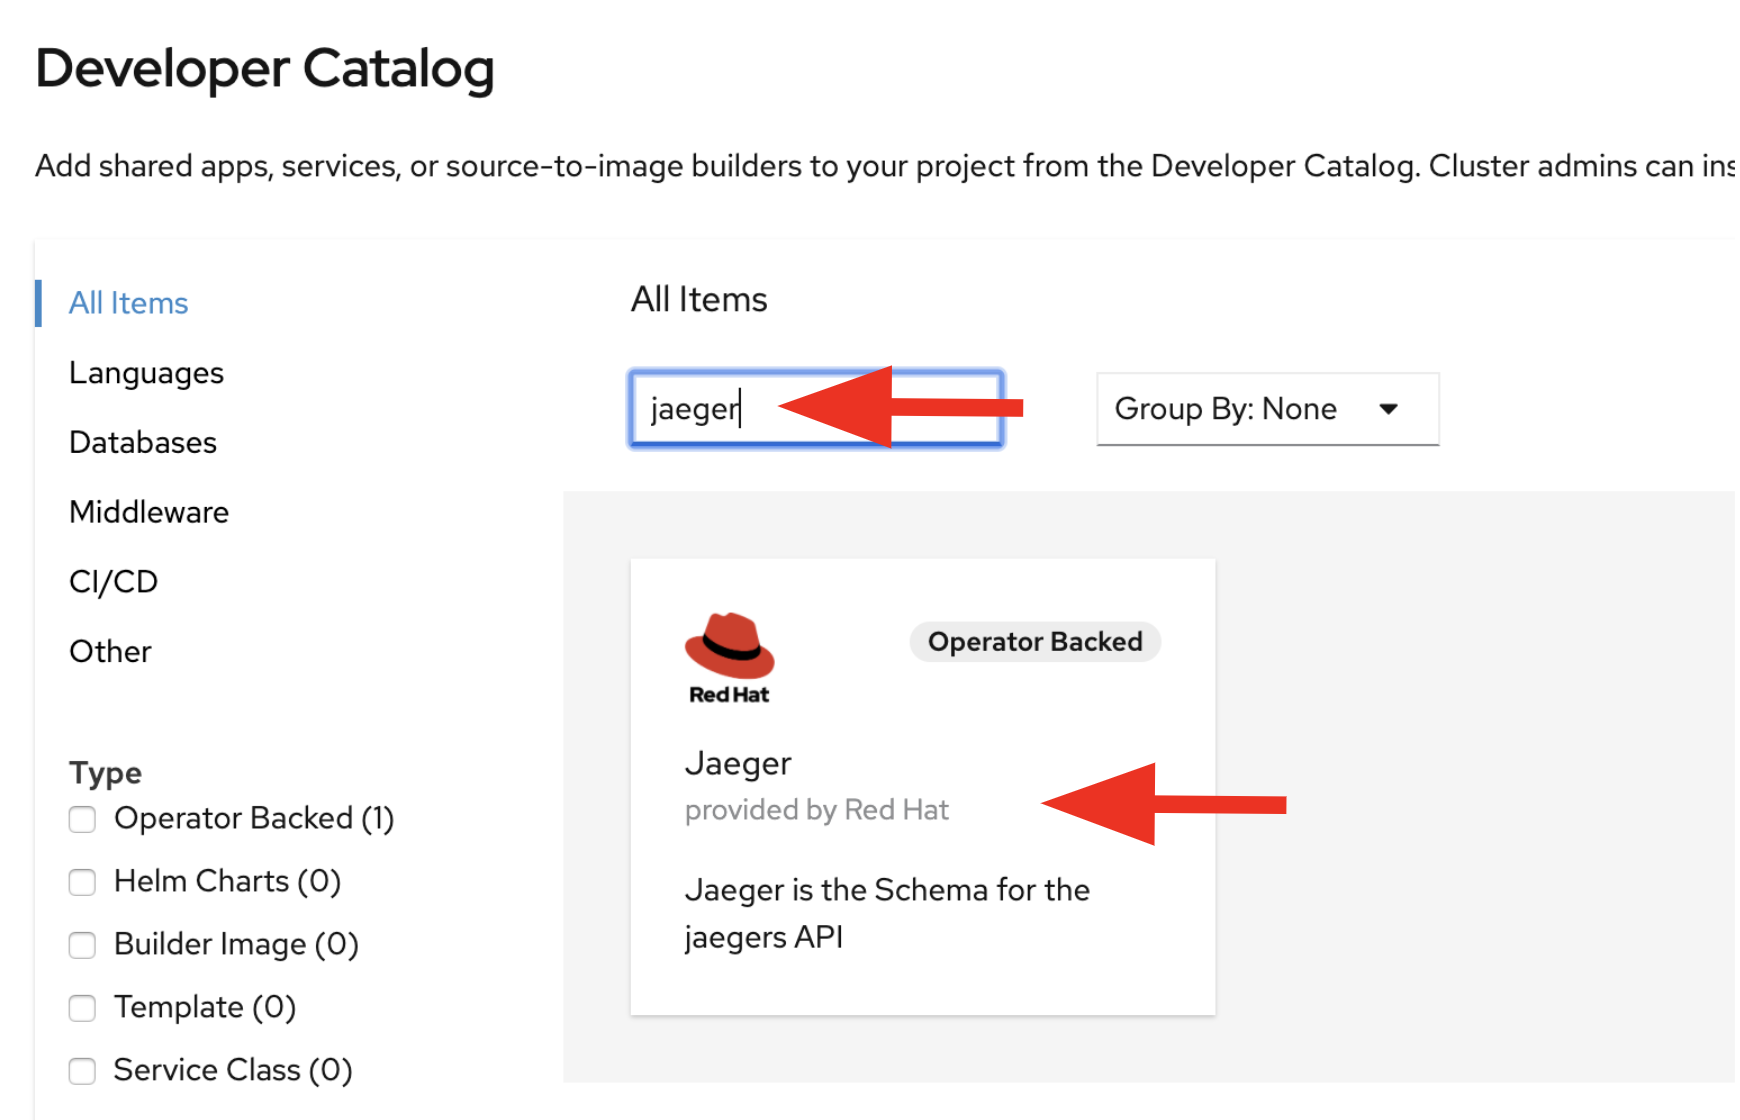 Developer Catalog
Add shared apps, services, or source-to-image builders to your project from the Developer Catalog. Cluster admins can
All Items
Languages
Databases
Middleware
CI/CD
Other
Type
Operator Backed (1)
Helm Charts (0)
Builder Image (0)
Template (0)
Service Class (0)
All Items
jaeger
Group By: None
Red Hat
Operator Backed
Jaeger
provided by Red Hat
Jaeger is the Schema for the
jaegers API